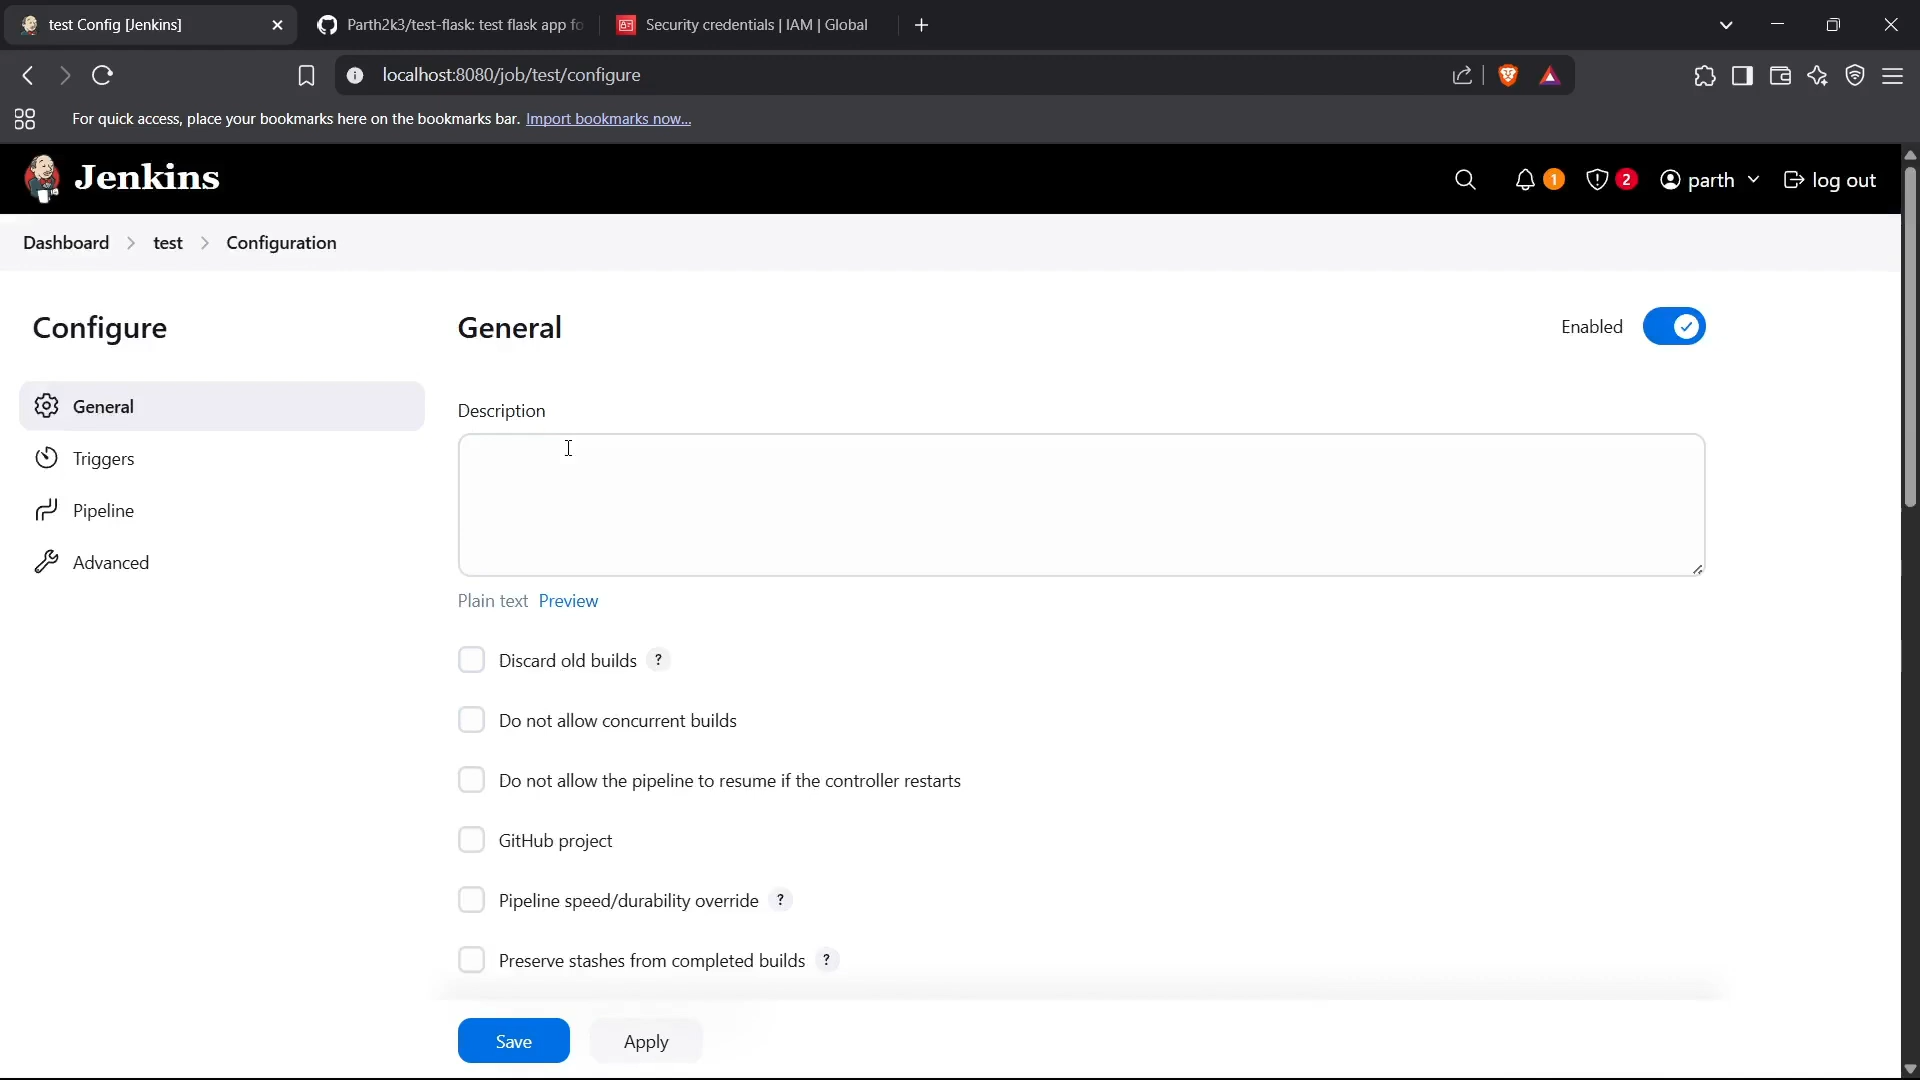 test Config [Jenkins]
Parth2k3/test-flask: test flask app fo
Security credentials | IAM | Global
localhost:8080/job/test/configure
For quick access, place your bookmarks here on the bookmarks bar. Import bookmarks now...
Jenkins
1
2
parth
log out
Dashboard
test
Configuration
Configure
General
Enabled
General
Triggers
Pipeline
Advanced
Description
Plain text Preview
Discard old builds ?
Do not allow concurrent builds
Do not allow the pipeline to resume if the controller restarts
GitHub project
Pipeline speed/durability override ?
Preserve stashes from completed builds ?
Save
Apply